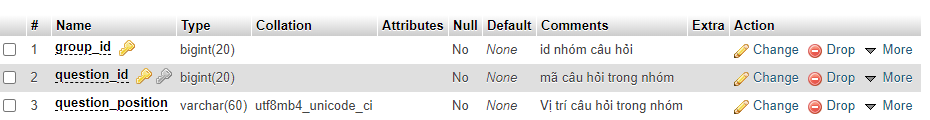 # Name Type Collation Attributes Null Default Comments Extra Action
1 group_id bigint(20) No None id nhóm câu hỏi Change Drop More
2 question_id bigint(20) No None mã câu hỏi trong nhóm Change Drop More
3 question_position varchar(60) utf8mb4_unicode_ci No None Vị trí câu hỏi trong nhóm Change Drop More